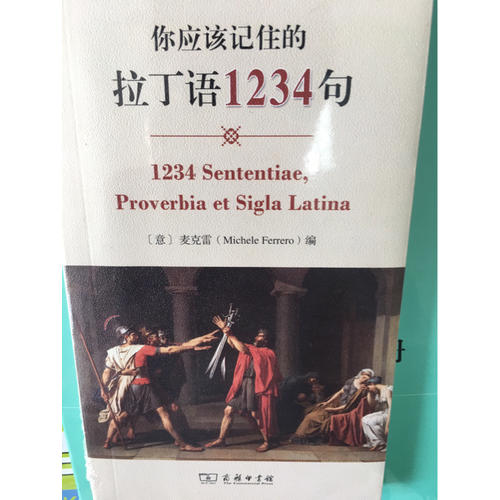 你应该记住的
拉丁语1234句
1234 Sententiae,
Proverbia et Sigla Latina
〔意〕麦克雷（Michele Ferrero）编
商务印书馆
The Commercial Press